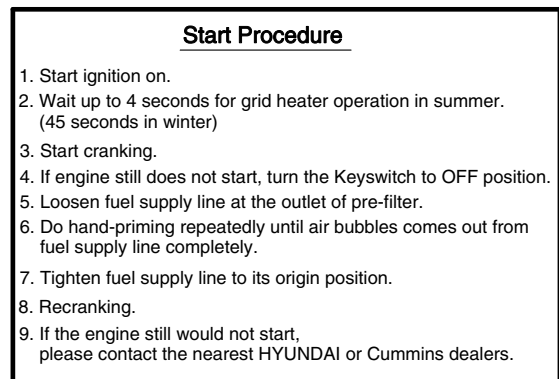 Start Procedure
1. Start ignition on.
2. Wait up to 4 seconds for grid heater operation in summer.
(45 seconds in winter)
3. Start cranking.
4. If engine still does not start, turn the Keyswitch to OFF position.
5. Loosen fuel supply line at the outlet of pre-filter.
6. Do hand-priming repeatedly until air bubbles comes out from
fuel supply line completely.
7. Tighten fuel supply line to its origin position.
8. Recranking.
9. If the engine still would not start,
please contact the nearest HYUNDAI or Cummins dealers.